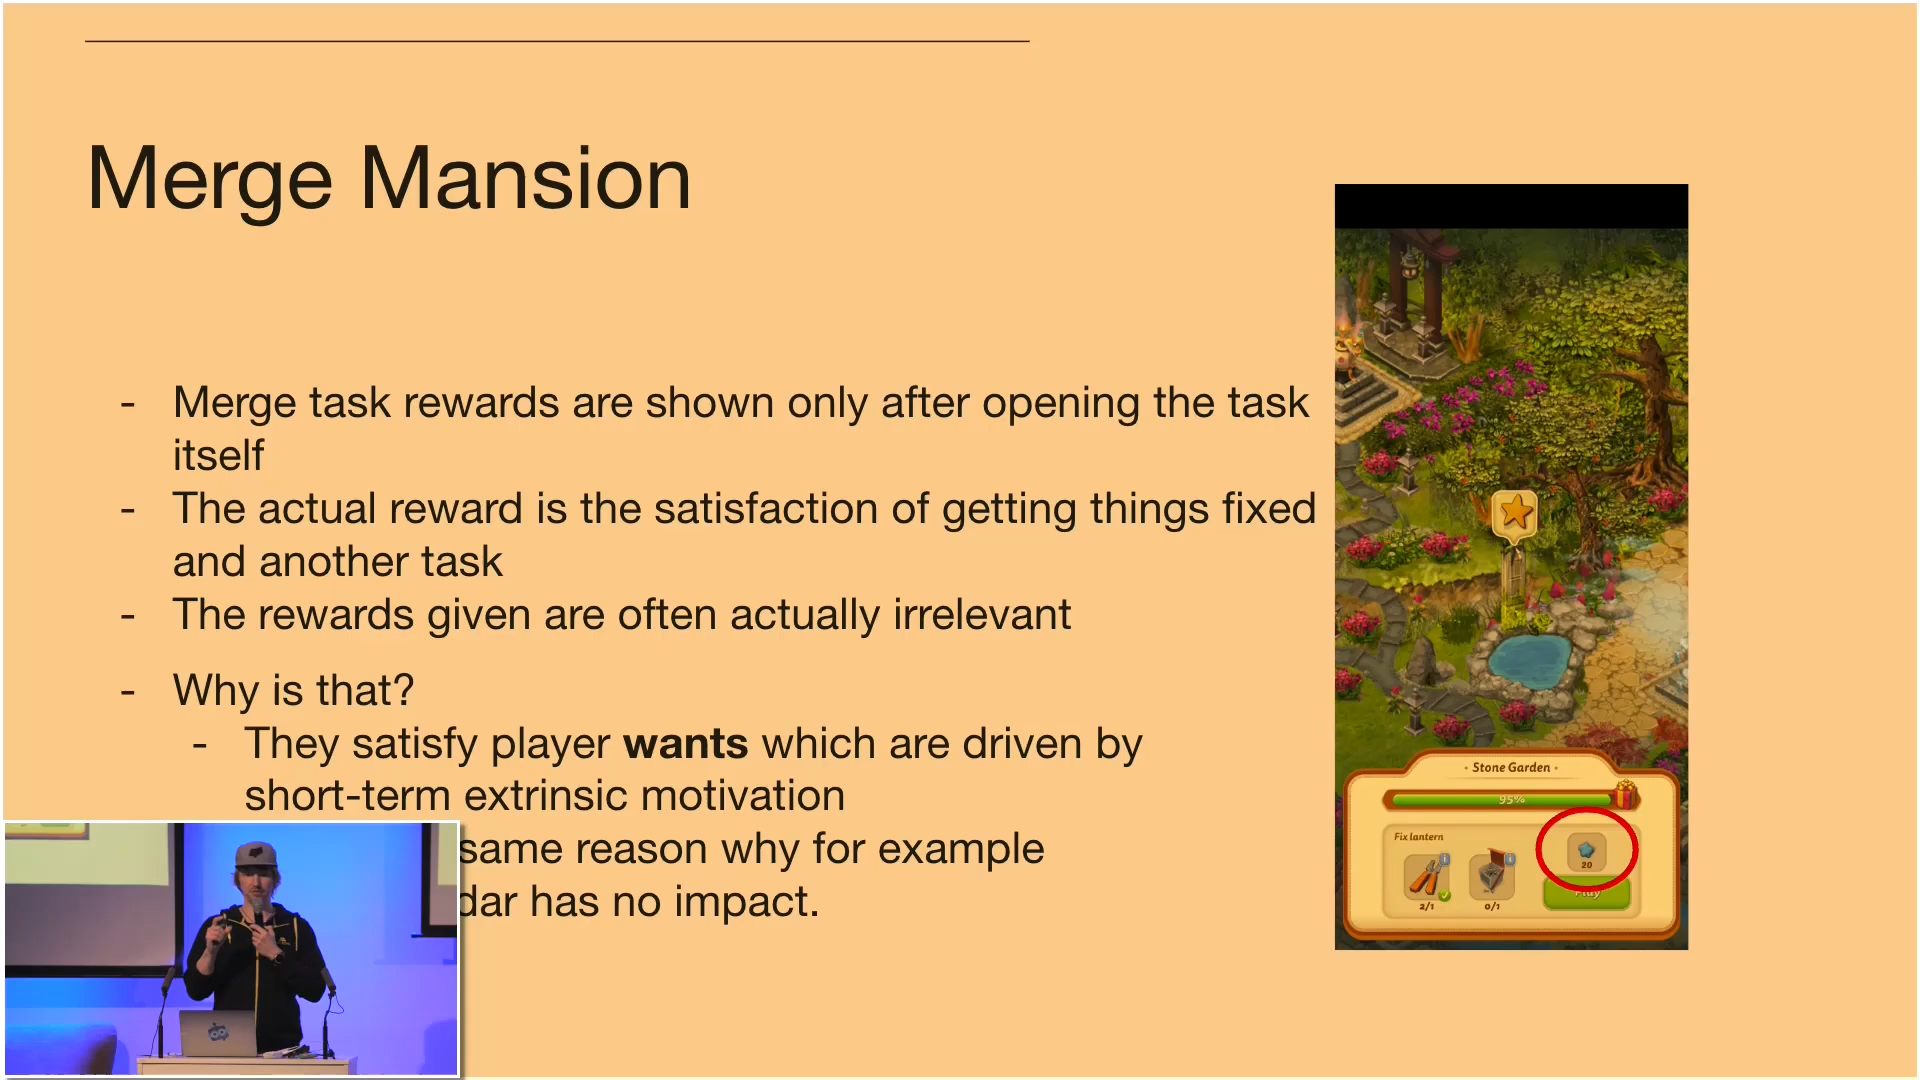 Merge Mansion
- Merge task rewards are shown only after opening the task
itself
- The actual reward is the satisfaction of getting things fixed
and another task
- The rewards given are often actually irrelevant
- Why is that?
- They satisfy player wants which are driven by
short-term extrinsic motivation
same reason why for example
dar has no impact.
· Stone Garden ·
95%
Fix lantern
20
2/1
0/1
Play